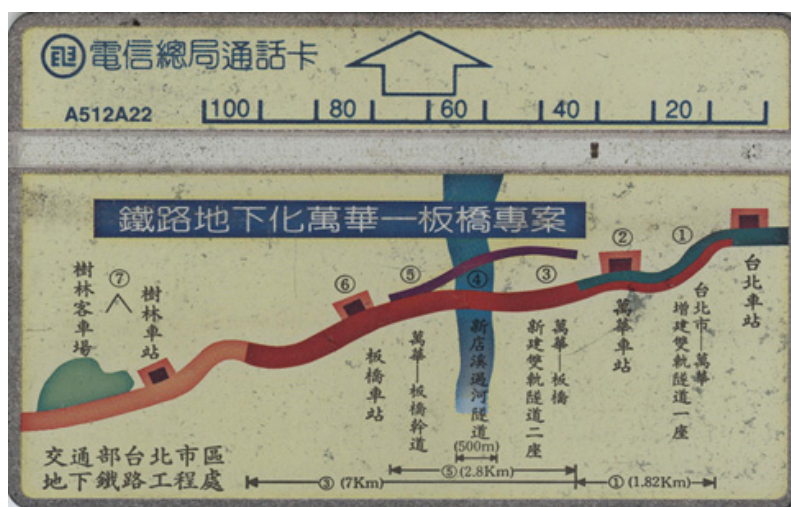 電信總局通話卡
A512A22
100 80 60 40 20
鐵路地下化萬華—板橋專案
台北車站
①
台北市—萬華
增建雙軌隧道一座
②
萬華車站
③
萬華—板橋
新建雙軌隧道二座
④
新店溪過河隧道
(500m)
⑤
萬華—板橋幹道
⑥
板橋車站
⑦
樹林車站
樹林客車場
⑤(2.8Km)
③(7Km)
①(1.82Km)
交通部台北市區
地下鐵路工程處